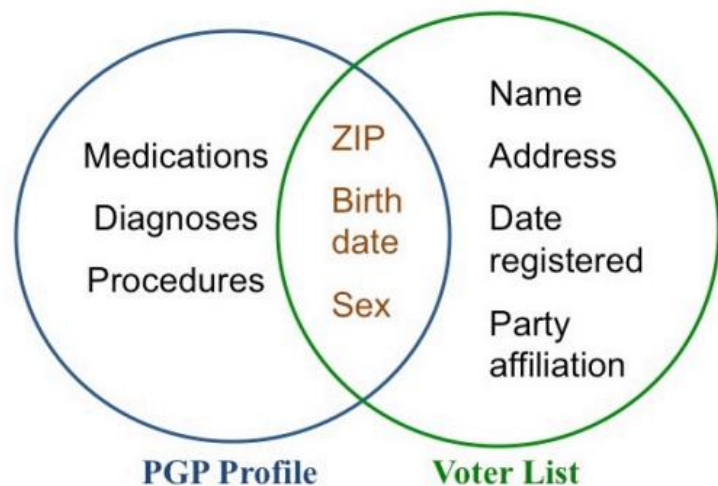 Medications
Diagnoses
Procedures
ZIP
Birth
date
Sex
Name
Address
Date
registered
Party
affiliation
PGP Profile
Voter List